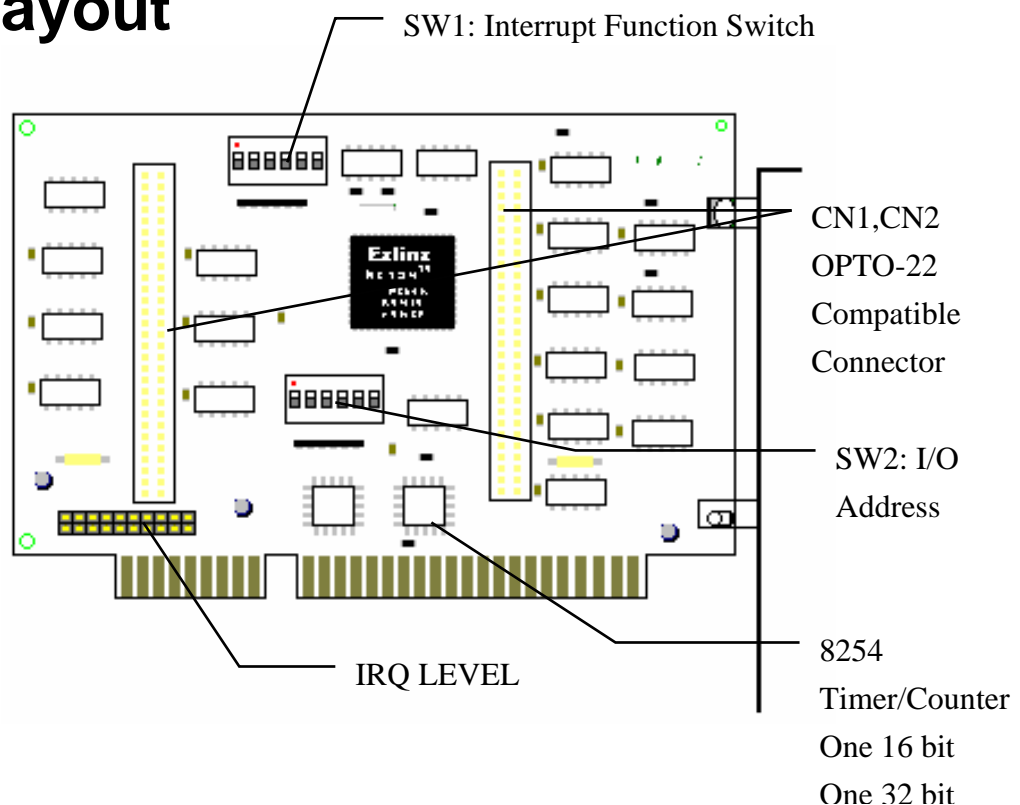 ayout
SW1: Interrupt Function Switch
Ezlinx
CN1,CN2
OPTO-22
Compatible
Connector
SW2: I/O
Address
IRQ LEVEL
8254
Timer/Counter
One 16 bit
One 32 bit